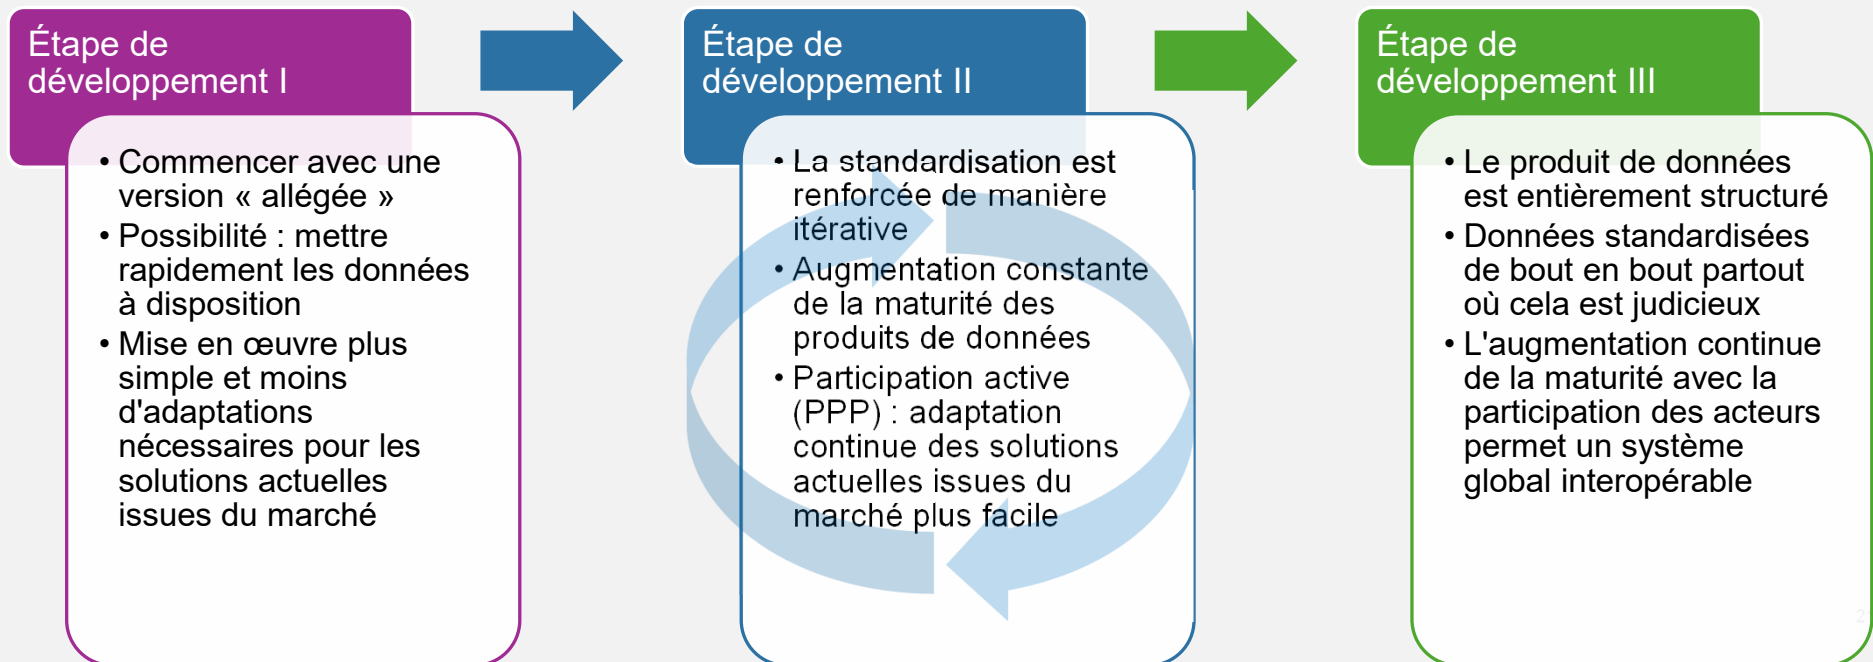 Étape de
développement I
• Commencer avec une
version « allégée »
• Possibilité : mettre
rapidement les données
à disposition
• Mise en œuvre plus
simple et moins
d'adaptations
nécessaires pour les
solutions actuelles
issues du marché
Étape de
développement II
• La standardisation est
renforcée de manière
itérative
• Augmentation constante
de la maturité des
produits de données
• Participation active
(PPP) : adaptation
continue des solutions
actuelles issues du
marché plus facile
Étape de
développement III
• Le produit de données
est entièrement structuré
• Données standardisées
de bout en bout partout
où cela est judicieux
• L'augmentation continue
de la maturité avec la
participation des acteurs
permet un système
global interopérable